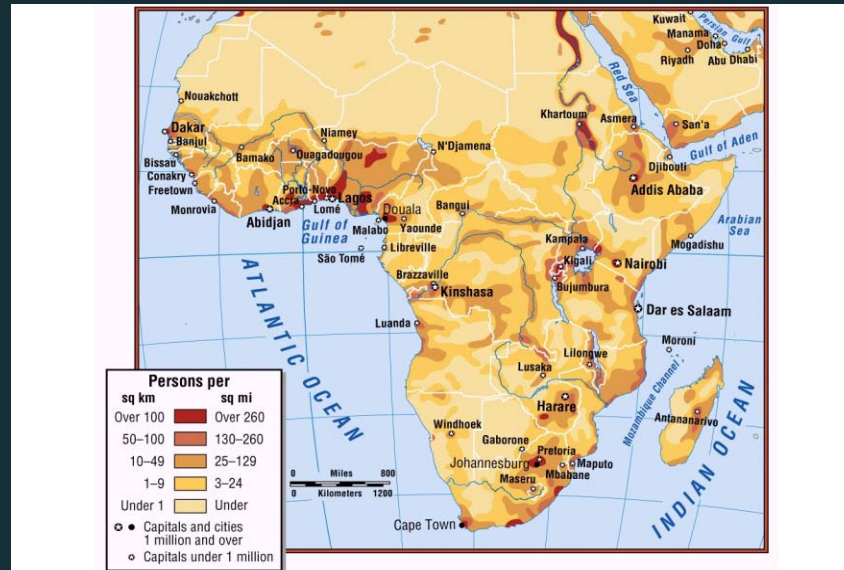 Kuwait
Manama
Persian Gulf
Doha
Riyadh
Abu Dhabi
Red Sea
Nouakchott
Dakar
Banjul
Bissau
Conakry
Freetown
Monrovia
Bamako
Niamey
Ouagadougou
N'Djamena
Khartoum
Asmera
San'a
Gulf of Aden
Djibouti
Addis Ababa
Porto-Novo
Accra
Lagos
Lomé
Abidjan
Gulf of
Guinea
Douala
Malabo
Yaounde
Bangui
Libreville
São Tomé
Arabian
Sea
Mogadishu
Kampala
Kigali
Nairobi
Bujumbura
Brazzaville
Kinshasa
Dar es Salaam
ATLANTIC OCEAN
Luanda
Moroni
Lilongwe
Lusaka
Harare
Mozambique Channel
Antananarivo
INDIAN OCEAN
Windhoek
Gaborone
Pretoria
Johannesburg
Maputo
Mbabane
Maseru
Cape Town
0 Miles 800
0 Kilometers 1200
Persons per
sq km sq mi
Over 100 Over 260
50–100 130–260
10–49 25–129
1–9 3–24
Under 1 Under
Capitals and cities
1 million and over
Capitals under 1 million